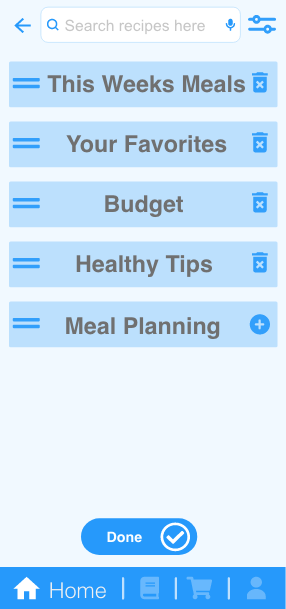 Search recipes here
This Weeks Meals
Your Favorites
Budget
Healthy Tips
Meal Planning
Done
Home